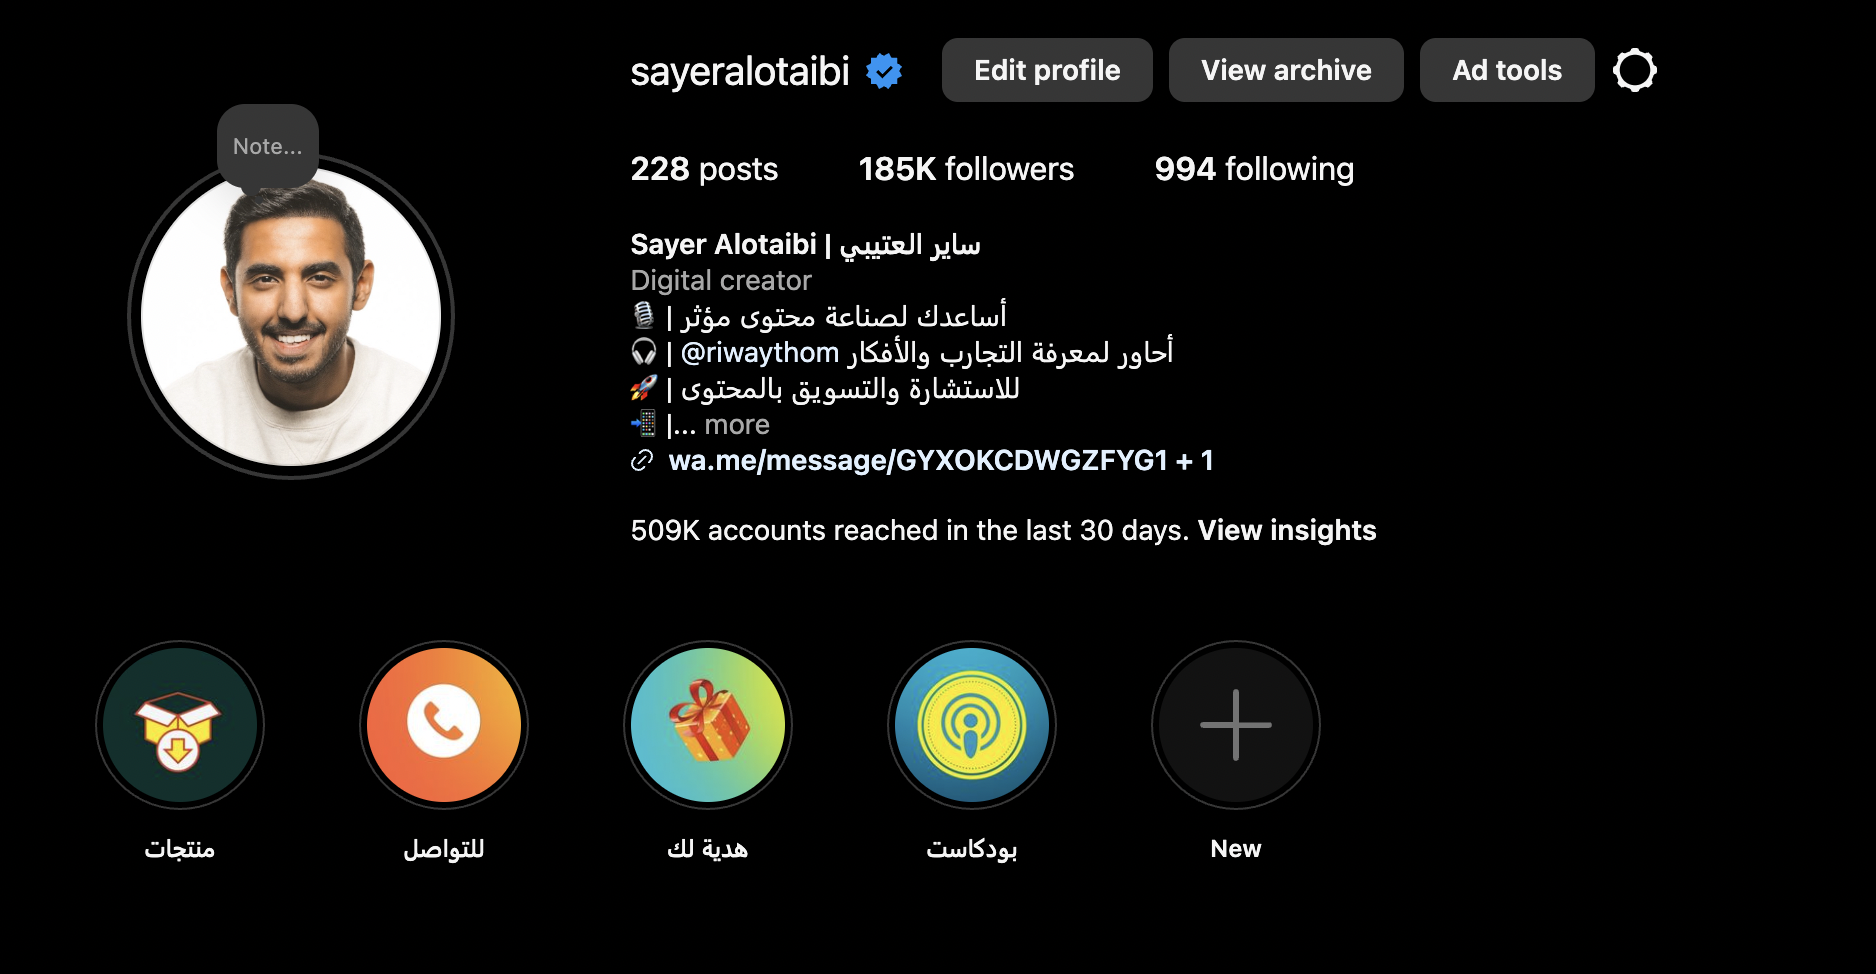 sayeralotaibi
Edit profile
View archive
Ad tools
Note...
228 posts
185K followers
994 following
Sayer Alotaibi | ساير العتيبي
Digital creator
🎙️ | أساعدك لصناعة محتوى مؤثر
🎧 | @riwaythom أحاور لمعرفة التجارب والأفكار
🚀 | للاستشارة والتسويق بالمحتوى
📲 |... more
wa.me/message/GYXOKCDWGZFYG1 + 1
509K accounts reached in the last 30 days. View insights
منتجات
للتواصل
هدية لك
بودكاست
New